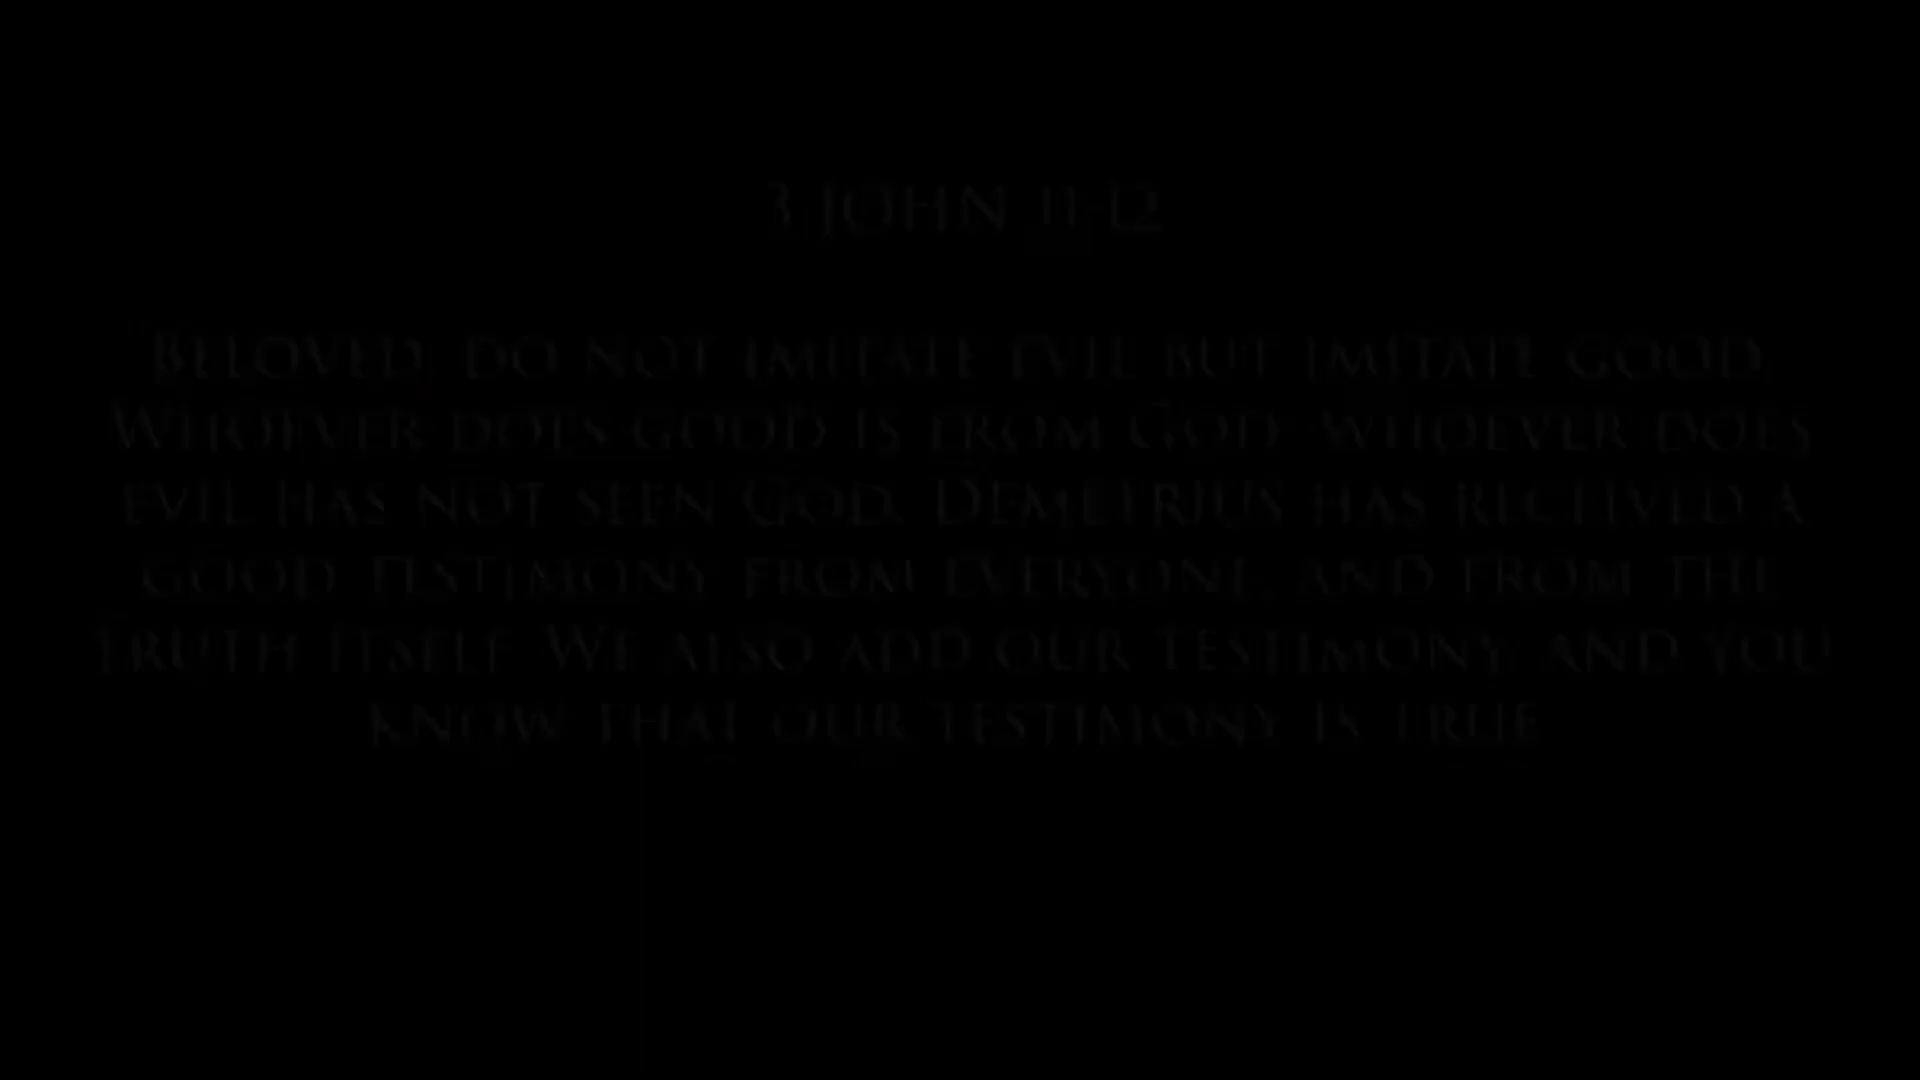 3 John 11-12
"Beloved, do not imitate evil but imitate good.
Whoever does good is from God; whoever does
evil has not seen God. Demetrius has received a
good testimony from everyone, and from the
Truth itself. We also add our testimony, and you
know that our testimony is true